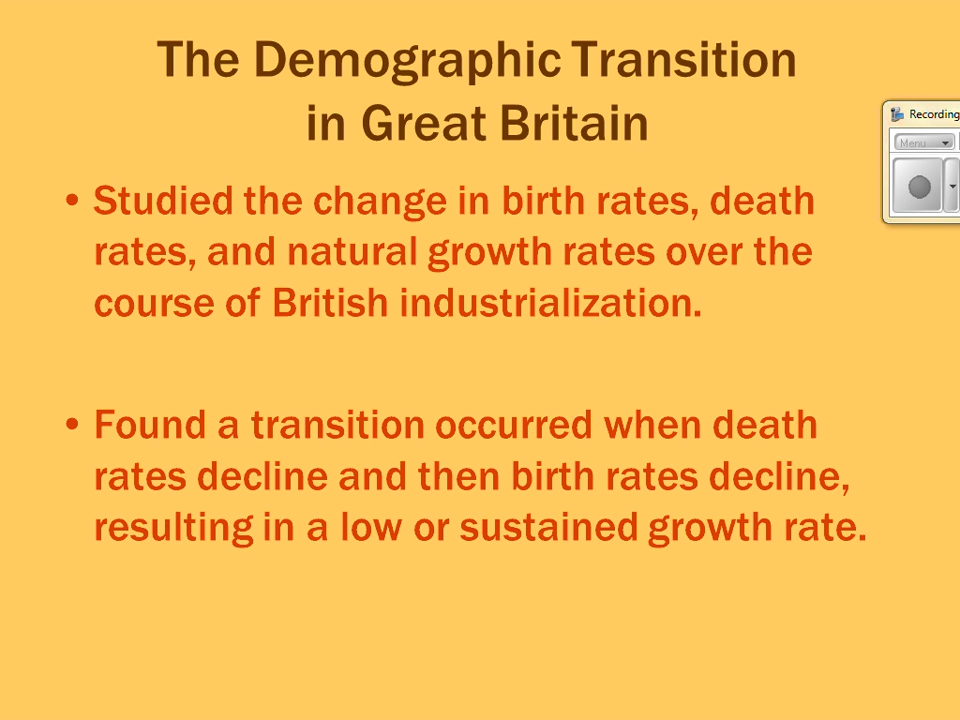 The Demographic Transition
in Great Britain
• Studied the change in birth rates, death
rates, and natural growth rates over the
course of British industrialization.
• Found a transition occurred when death
rates decline and then birth rates decline,
resulting in a low or sustained growth rate.
Recording
Menu